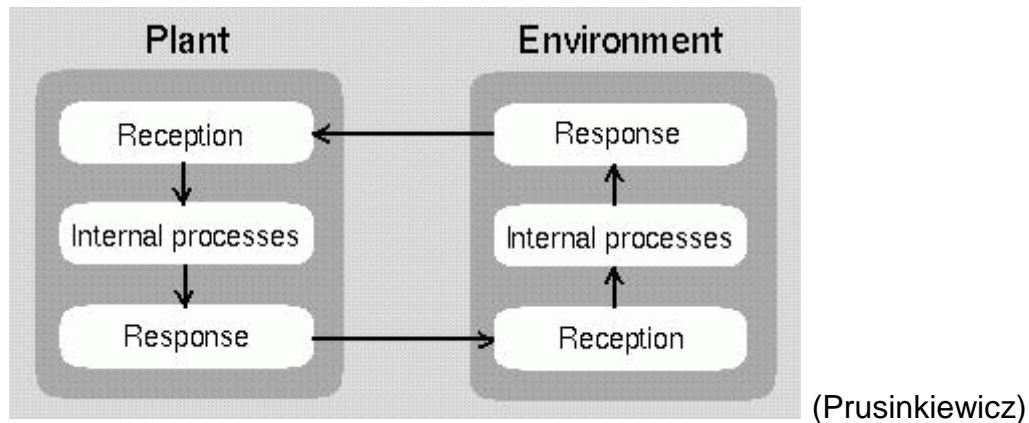 Plant
Environment
Reception
Response
Internal processes
Internal processes
Response
Reception
(Prusinkiewicz)